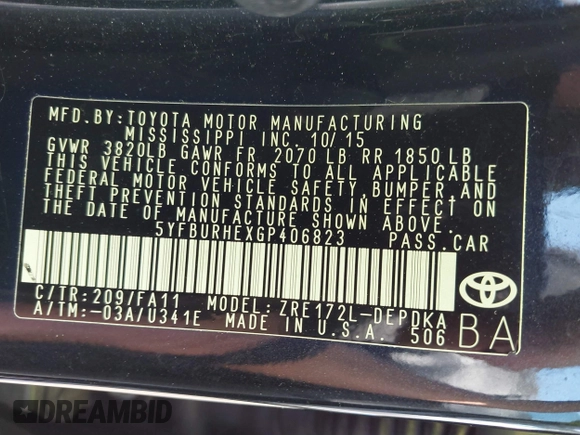 MFD.BY:TOYOTA MOTOR MANUFACTURING
MISSISSIPPI INC. 10/15
GVWR 3820LB GAWR FR 2070 LB RR 1850 LB
THIS VEHICLE CONFORMS TO ALL APPLICABLE
FEDERAL MOTOR VEHICLE SAFETY, BUMPER, AND
THEFT PREVENTION STANDARDS IN EFFECT ON
THE DATE OF MANUFACTURE SHOWN ABOVE.
5YFBURHEXGP406823 PASS.CAR
C/TR:209/FA11 MODEL: ZRE172L-DEPDKA
A/TM:-03A/U341E MADE IN U.S.A. 506
BA
DREAMBID